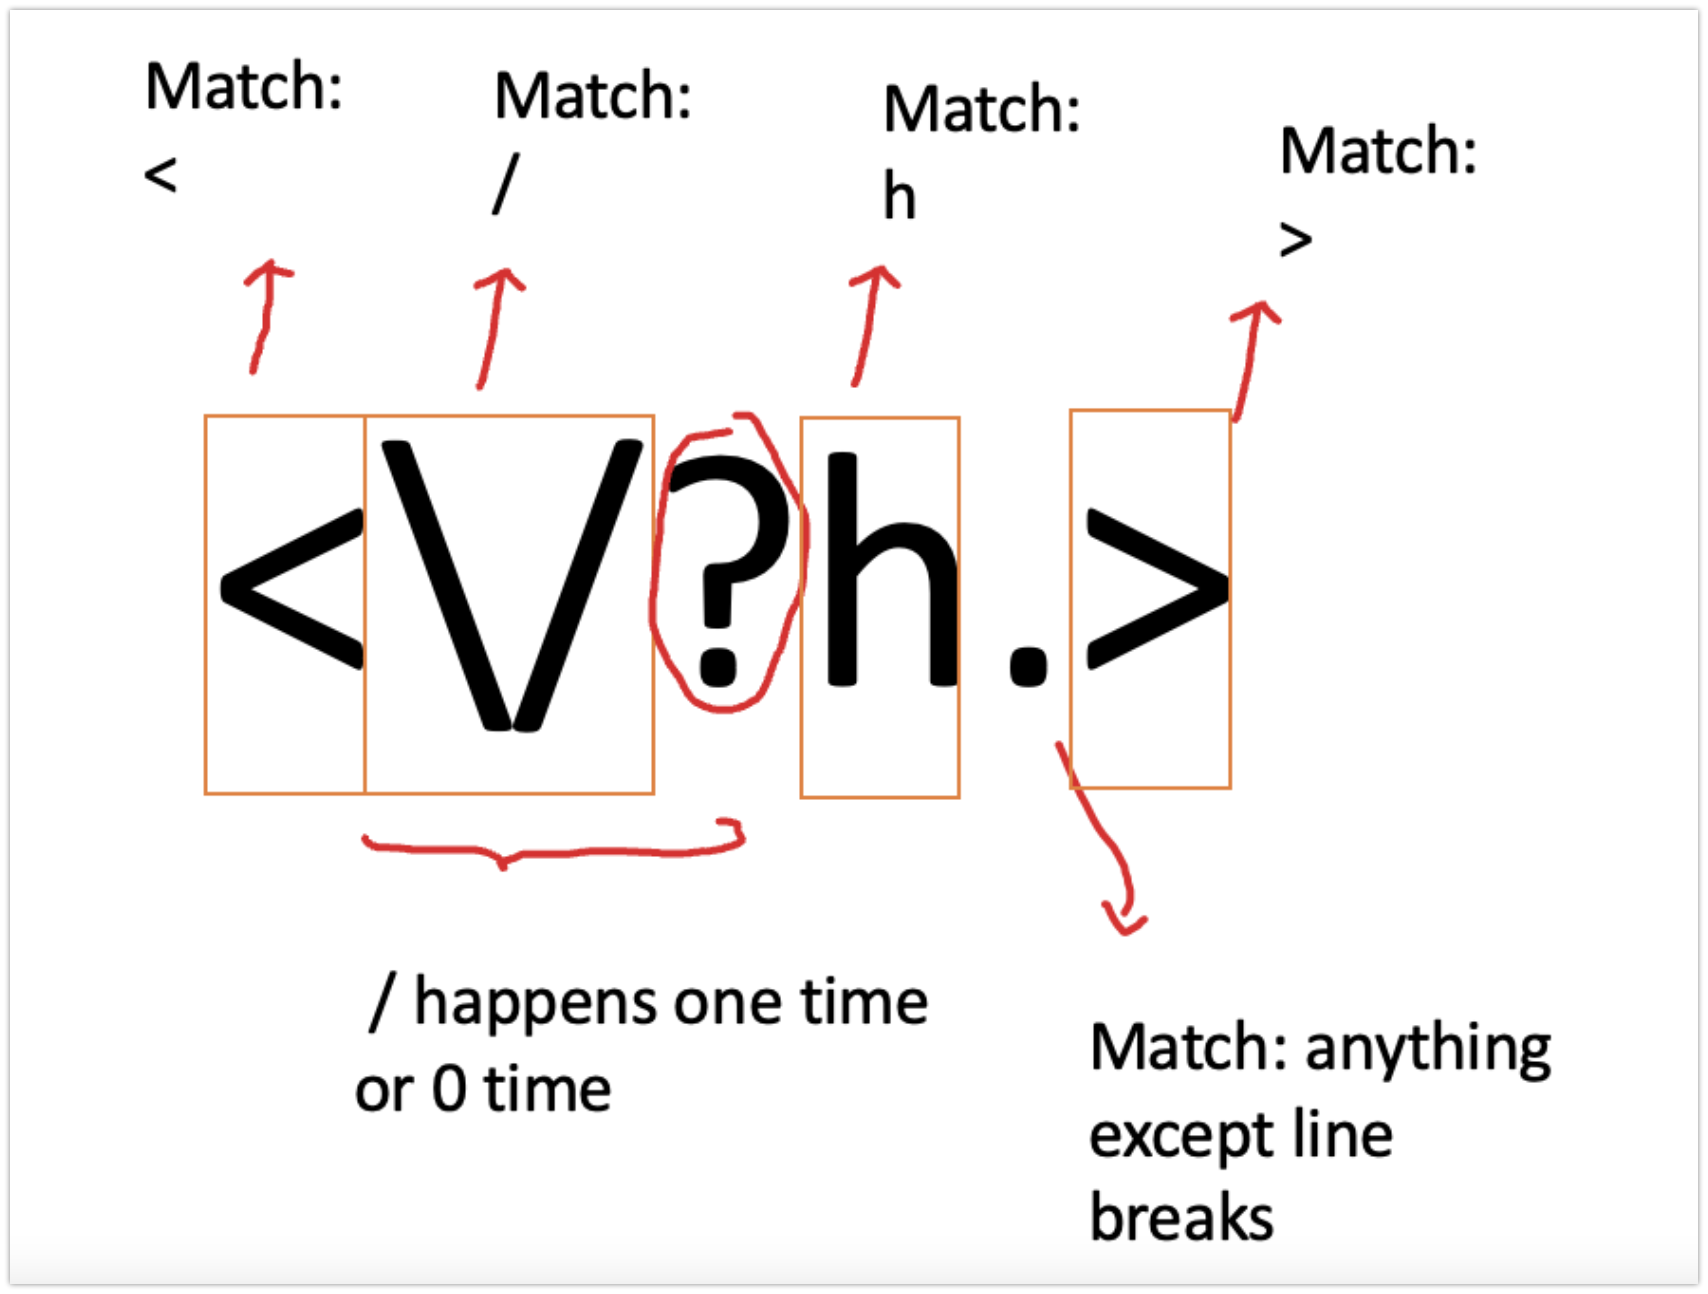 Match:
<
Match:
/
Match:
h
Match:
>
<\/?h.>
/ happens one time
or 0 time
Match: anything
except line
breaks